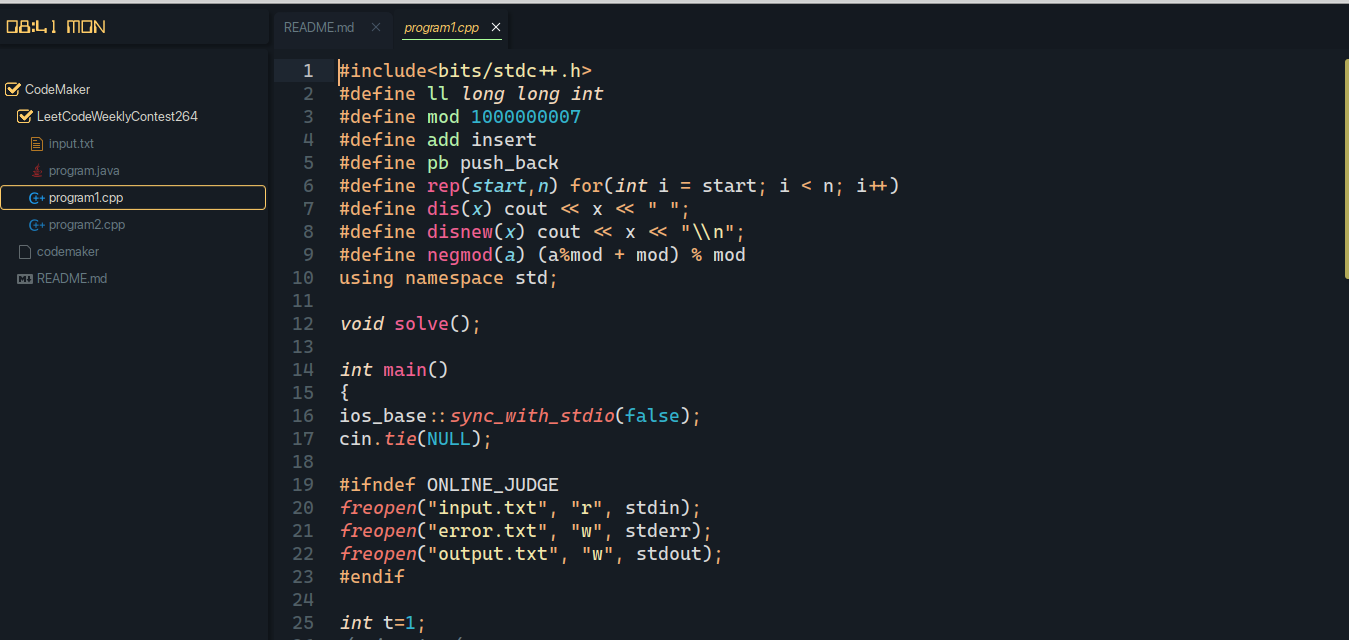 08:41 MON
README.md
program1.cpp
CodeMaker
LeetCodeWeeklyContest264
input.txt
program.java
program1.cpp
program2.cpp
codemaker
README.md
1 #include<bits/stdc++.h>
2 #define ll long long int
3 #define mod 1000000007
4 #define add insert
5 #define pb push_back
6 #define rep(start,n) for(int i = start; i < n; i++)
7 #define dis(x) cout << x << " ";
8 #define disnew(x) cout << x << "\\n";
9 #define negmod(a) (a%mod + mod) % mod
10 using namespace std;
11
12 void solve();
13
14 int main()
15 {
16 ios_base::sync_with_stdio(false);
17 cin.tie(NULL);
18
19 #ifndef ONLINE_JUDGE
20 freopen("input.txt", "r", stdin);
21 freopen("error.txt", "w", stderr);
22 freopen("output.txt", "w", stdout);
23 #endif
24
25 int t=1;